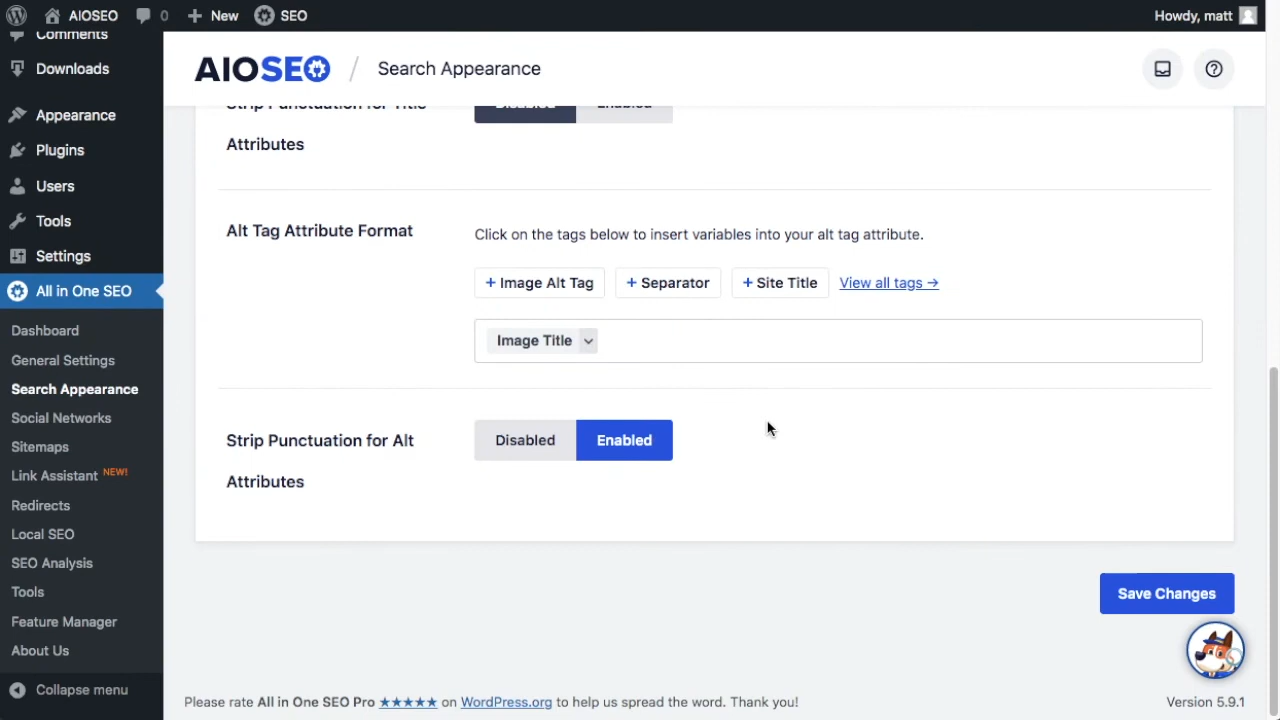 AIOSEO
0
New
SEO
Howdy, matt
Comments
Downloads
Appearance
Plugins
Users
Tools
Settings
All in One SEO
Dashboard
General Settings
Search Appearance
Social Networks
Sitemaps
Link Assistant NEW!
Redirects
Local SEO
SEO Analysis
Tools
Feature Manager
About Us
Collapse menu
AIOSEO / Search Appearance
Strip Punctuation for Title
Attributes
Disabled
Enabled
Alt Tag Attribute Format
Click on the tags below to insert variables into your alt tag attribute.
+ Image Alt Tag
+ Separator
+ Site Title
View all tags →
Image Title
Strip Punctuation for Alt
Attributes
Disabled
Enabled
Save Changes
Please rate All in One SEO Pro ★★★★★ on WordPress.org to help us spread the word. Thank you!
Version 5.9.1